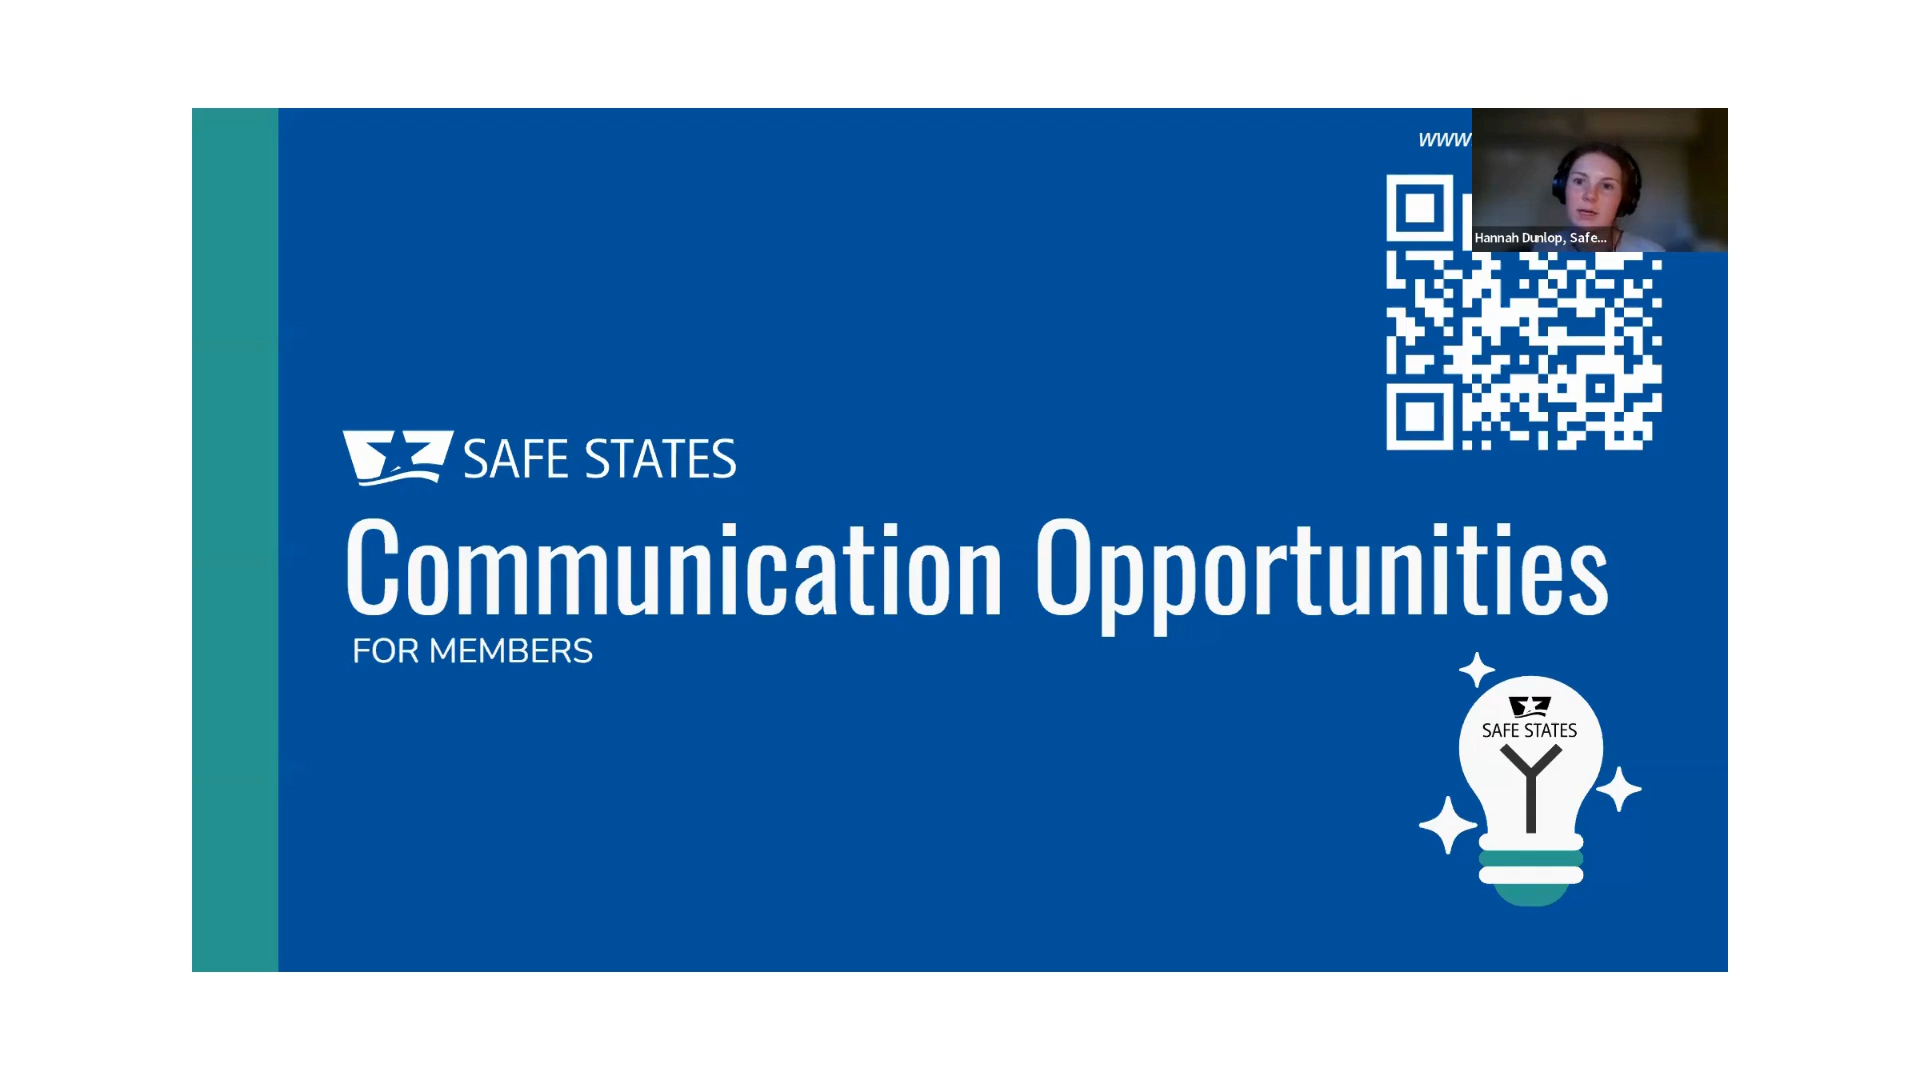 www.
Hannah Dunlop, Safe...
SAFE STATES
Communication Opportunities
FOR MEMBERS
SAFE STATES